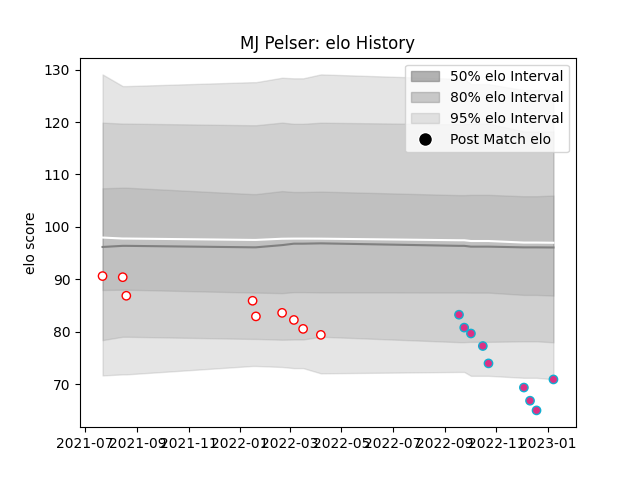 MJ Pelser: elo History
130
120
110
100
90
80
70
elo score
50% elo Interval
80% elo Interval
95% elo Interval
Post Match elo
2021-07
2021-09
2021-11
2022-01
2022-03
2022-05
2022-07
2022-09
2022-11
2023-01